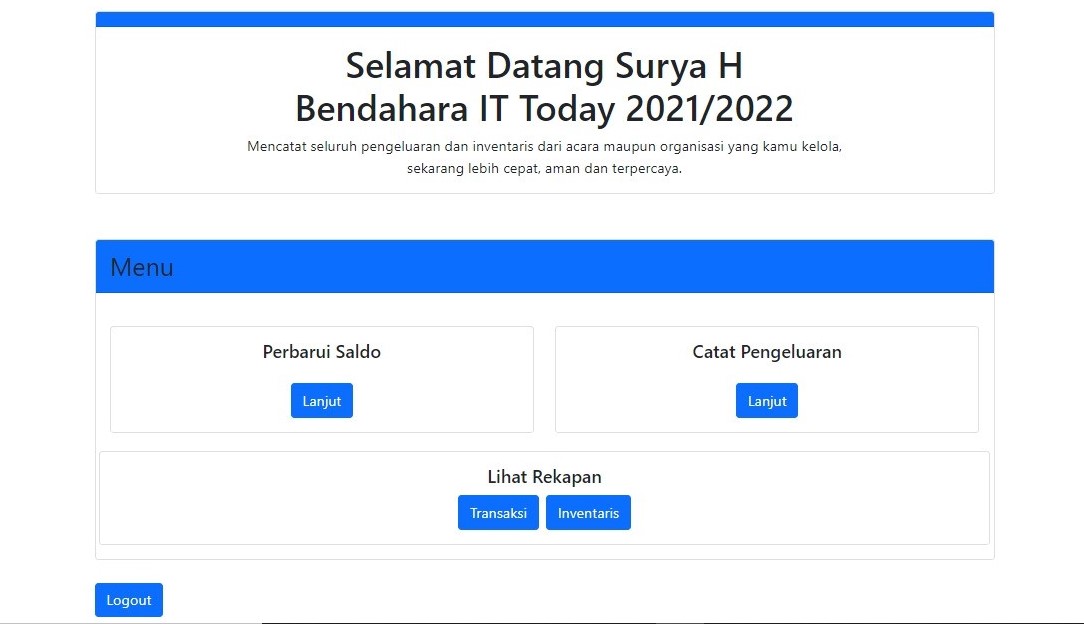 Selamat Datang Surya H
Bendahara IT Today 2021/2022
Mencatat seluruh pengeluaran dan inventaris dari acara maupun organisasi yang kamu kelola,
sekarang lebih cepat, aman dan terpercaya.
Menu
Perbarui Saldo
Lanjut
Catat Pengeluaran
Lanjut
Lihat Rekapan
Transaksi
Inventaris
Logout